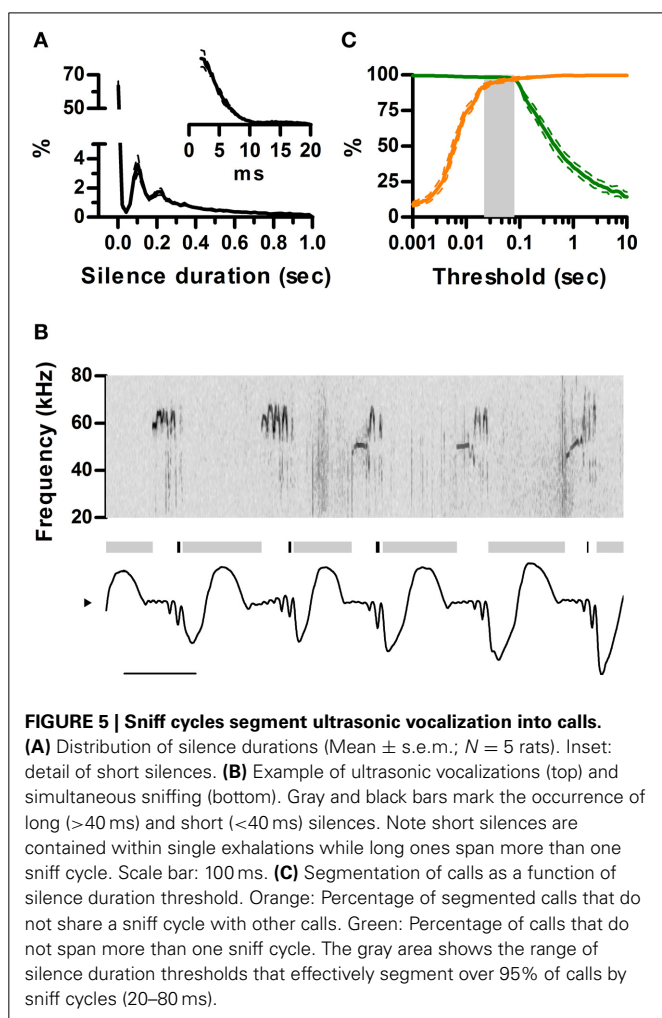 A
70
50
%
4
2
0
0 5 10 15 20
ms
0.0 0.2 0.4 0.6 0.8 1.0
Silence duration (sec)
C
100
75
50
25
0
%
0.001 0.01 0.1 1 10
Threshold (sec)
B
Frequency (kHz)
80
60
40
20
FIGURE 5 | Sniff cycles segment ultrasonic vocalization into calls.
(A) Distribution of silence durations (Mean ± s.e.m.; N = 5 rats). Inset:
detail of short silences. (B) Example of ultrasonic vocalizations (top) and
simultaneous sniffing (bottom). Gray and black bars mark the occurrence of
long (>40 ms) and short (<40 ms) silences. Note short silences are
contained within single exhalations while long ones span more than one
sniff cycle. Scale bar: 100 ms. (C) Segmentation of calls as a function of
silence duration threshold. Orange: Percentage of segmented calls that do
not share a sniff cycle with other calls. Green: Percentage of calls that do
not span more than one sniff cycle. The gray area shows the range of
silence duration thresholds that effectively segment over 95% of calls by
sniff cycles (20–80 ms).